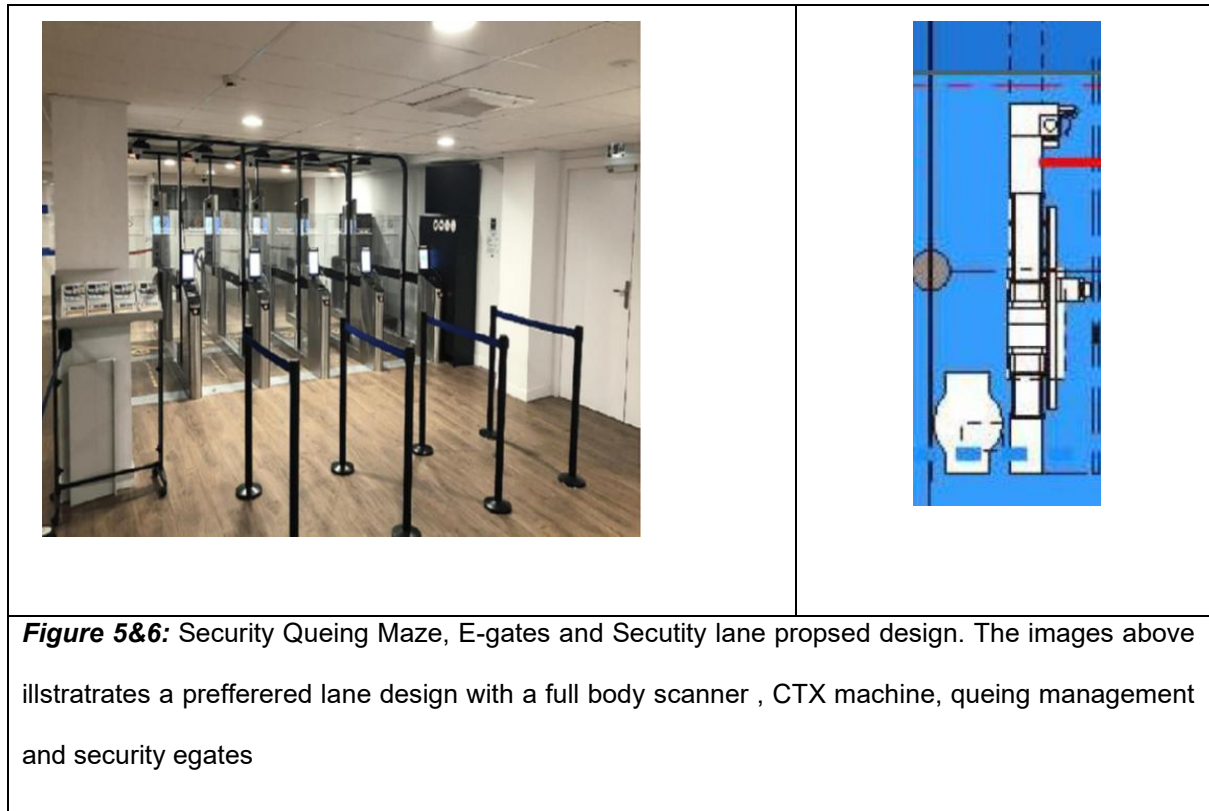 Figure 5&6: Security Queing Maze, E-gates and Secutity lane propsed design. The images above
illstratrates a prefferered lane design with a full body scanner , CTX machine, queing management
and security egates